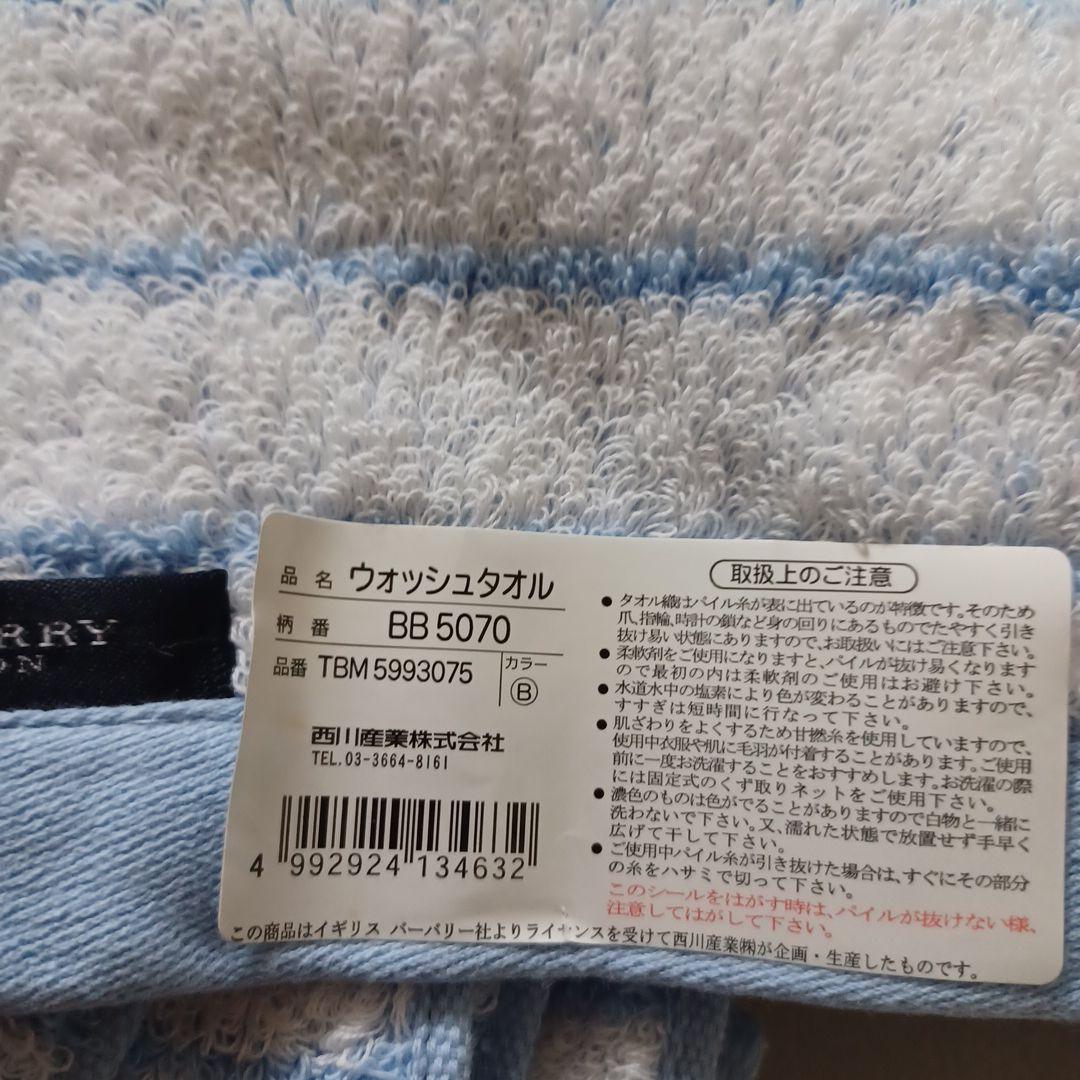 RRY
ON
品名 ウォッシュタオル
柄番 BB5070
品番 TBM5993075
カラー
Ⓑ
西川産業株式会社
TEL.03-3664-8161
4 992924 134632
取扱上のご注意
● タオル織はパイル糸が表に出ているのが特徴です。そのため
爪、指輪、時計の鎖など身の回りにあるものでたやすく引き
抜け易い状態にありますので、お取扱いにはご注意下さい。
● 柔軟剤をご使用になりますと、パイルが抜け易くなります
ので最初の内は柔軟剤のご使用はお避け下さい。
● 水道水中の塩素により色が変わることがありますので、
すすぎは短時間に行なって下さい。
● 肌ざわりをよくするため甘撚糸を使用していますので、
使用中衣服や肌に毛羽が付着することがあります。ご使用
前に一度お洗濯することをおすすめします。お洗濯の際
には固定式のくず取りネットをご使用下さい。
● 濃色のものは色がでることがありますので白物と一緒に
洗わないで下さい。又、濡れた状態で放置せず手早く
広げて干して下さい。
● ご使用中パイル糸が引き抜けた場合は、すぐにその部分
の糸をハサミで切って下さい。
このシールをはがす時は、パイルが抜けない様、
注意してはがして下さい。
この商品はイギリス バーバリー社よりライセンスを受けて西川産業㈱が企画・生産したものです。